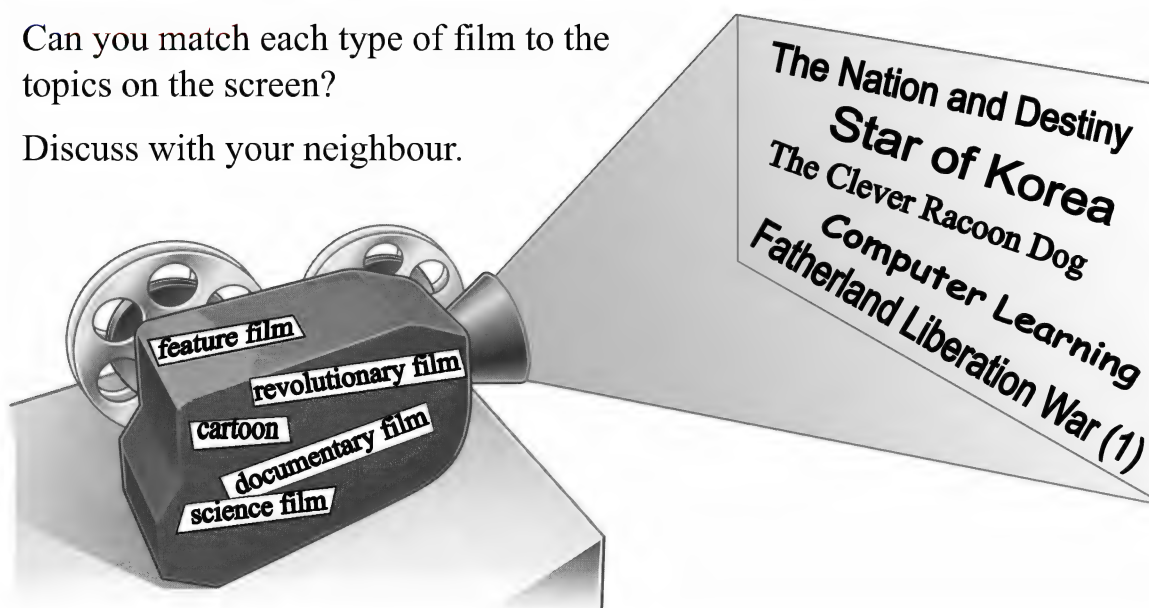 Can you match each type of film to the
topics on the screen?
Discuss with your neighbour.
The Nation and Destiny
Star of Korea
The Clever Racoon Dog
Computer Learning
Fatherland Liberation War (1)
feature film
revolutionary film
cartoon
documentary film
science film